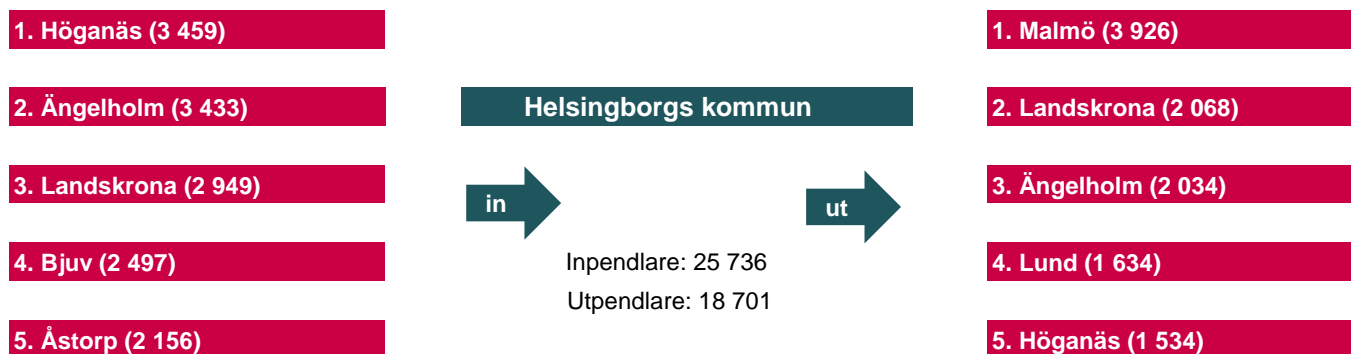 1. Höganäs (3 459)
2. Ängelholm (3 433)
3. Landskrona (2 949)
4. Bjuv (2 497)
5. Åstorp (2 156)
Helsingborgs kommun
in
ut
Inpendlare: 25 736
Utpendlare: 18 701
1. Malmö (3 926)
2. Landskrona (2 068)
3. Ängelholm (2 034)
4. Lund (1 634)
5. Höganäs (1 534)